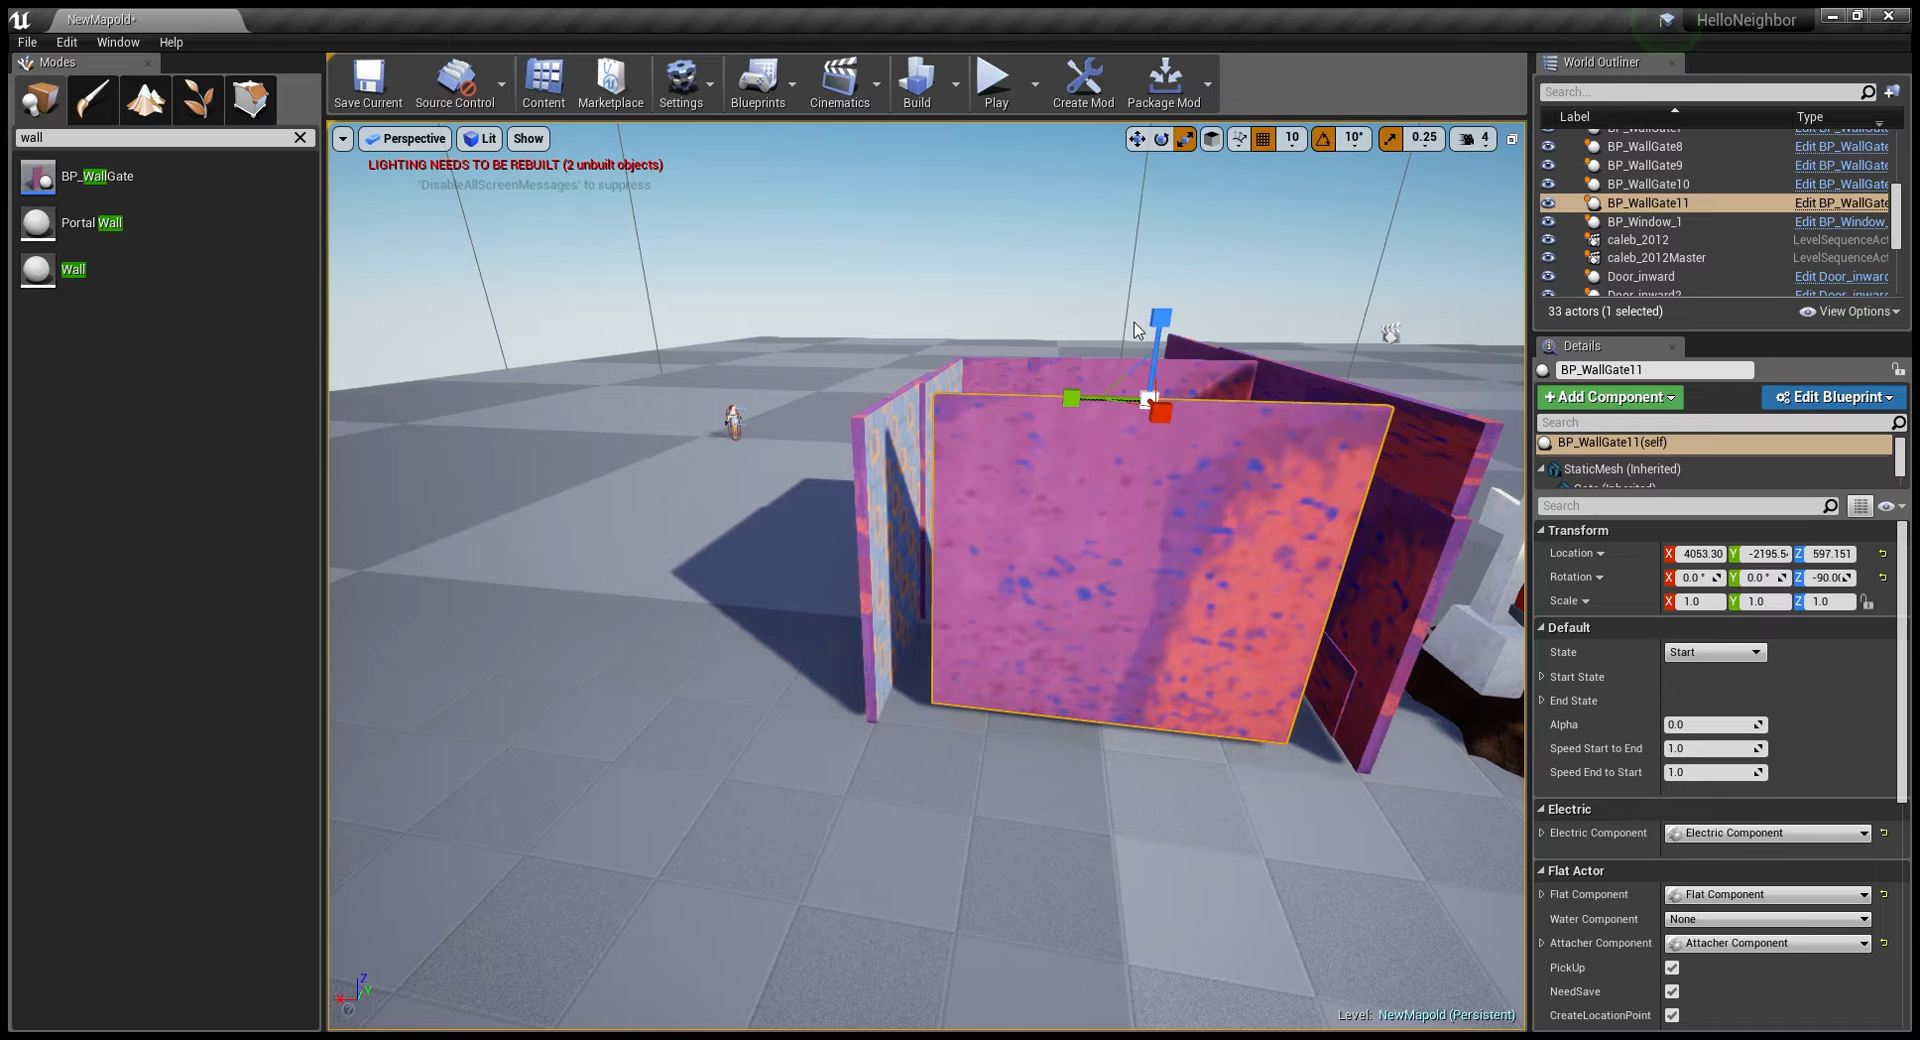 NewMapold*
HelloNeighbor
File Edit Window Help
Modes
World Outliner
Save Current
Source Control
Content
Marketplace
Settings
Blueprints
Cinematics
Build
Play
Create Mod
Package Mod
Search...
Label Type
wall
Perspective Lit Show
10 10° 0.25 4
LIGHTING NEEDS TO BE REBUILT (2 unbuilt objects)
'DisableAllScreenMessages' to suppress
BP_WallGate
Portal Wall
Wall
BP_WallGate8 Edit BP_WallGate
BP_WallGate9 Edit BP_WallGate
BP_WallGate10 Edit BP_WallGate
BP_WallGate11 Edit BP_WallGate
BP_Window_1 Edit BP_Window_
caleb_2012 LevelSequenceAct
caleb_2012Master LevelSequenceAct
Door_inward Edit Door_inward
Door_inward2
33 actors (1 selected) View Options
Details
BP_WallGate11
+Add Component Edit Blueprint
Search
BP_WallGate11(self)
StaticMesh (Inherited)
Search
Transform
Location X 4053.30 Y -2195.5 Z 597.151
Rotation X 0.0 ° Y 0.0 ° Z -90.0
Scale X 1.0 Y 1.0 Z 1.0
Default
State Start
Start State
End State
Alpha 0.0
Speed Start to End 1.0
Speed End to Start 1.0
Electric
Electric Component Electric Component
Flat Actor
Flat Component Flat Component
Water Component None
Attacher Component Attacher Component
PickUp
NeedSave
CreateLocationPoint
Z
Y
X
Level: NewMapold (Persistent)